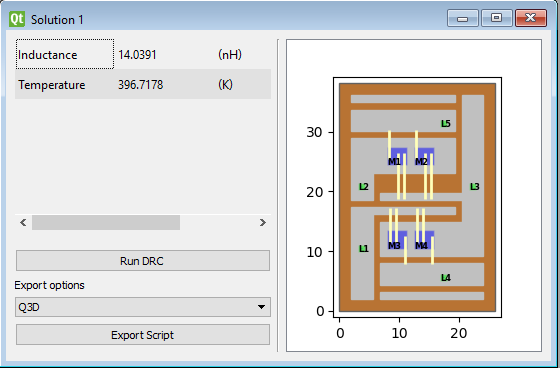 Qt Solution 1
Inductance 14.0391 (nH)
Temperature 396.7178 (K)
Run DRC
Export options
Q3D
Export Script
30
20
10
0
0 10 20
L5
M1 M2
L2 L3
M3 M4
L1
L4